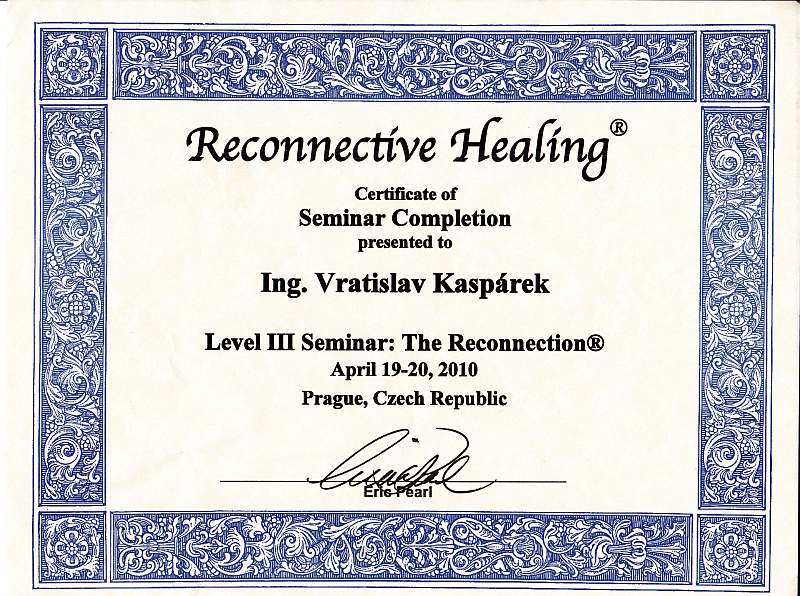 Reconnective Healing®
Certificate of
Seminar Completion
presented to
Ing. Vratislav Kaspárek
Level III Seminar: The Reconnection®
April 19-20, 2010
Prague, Czech Republic
Eric Pearl